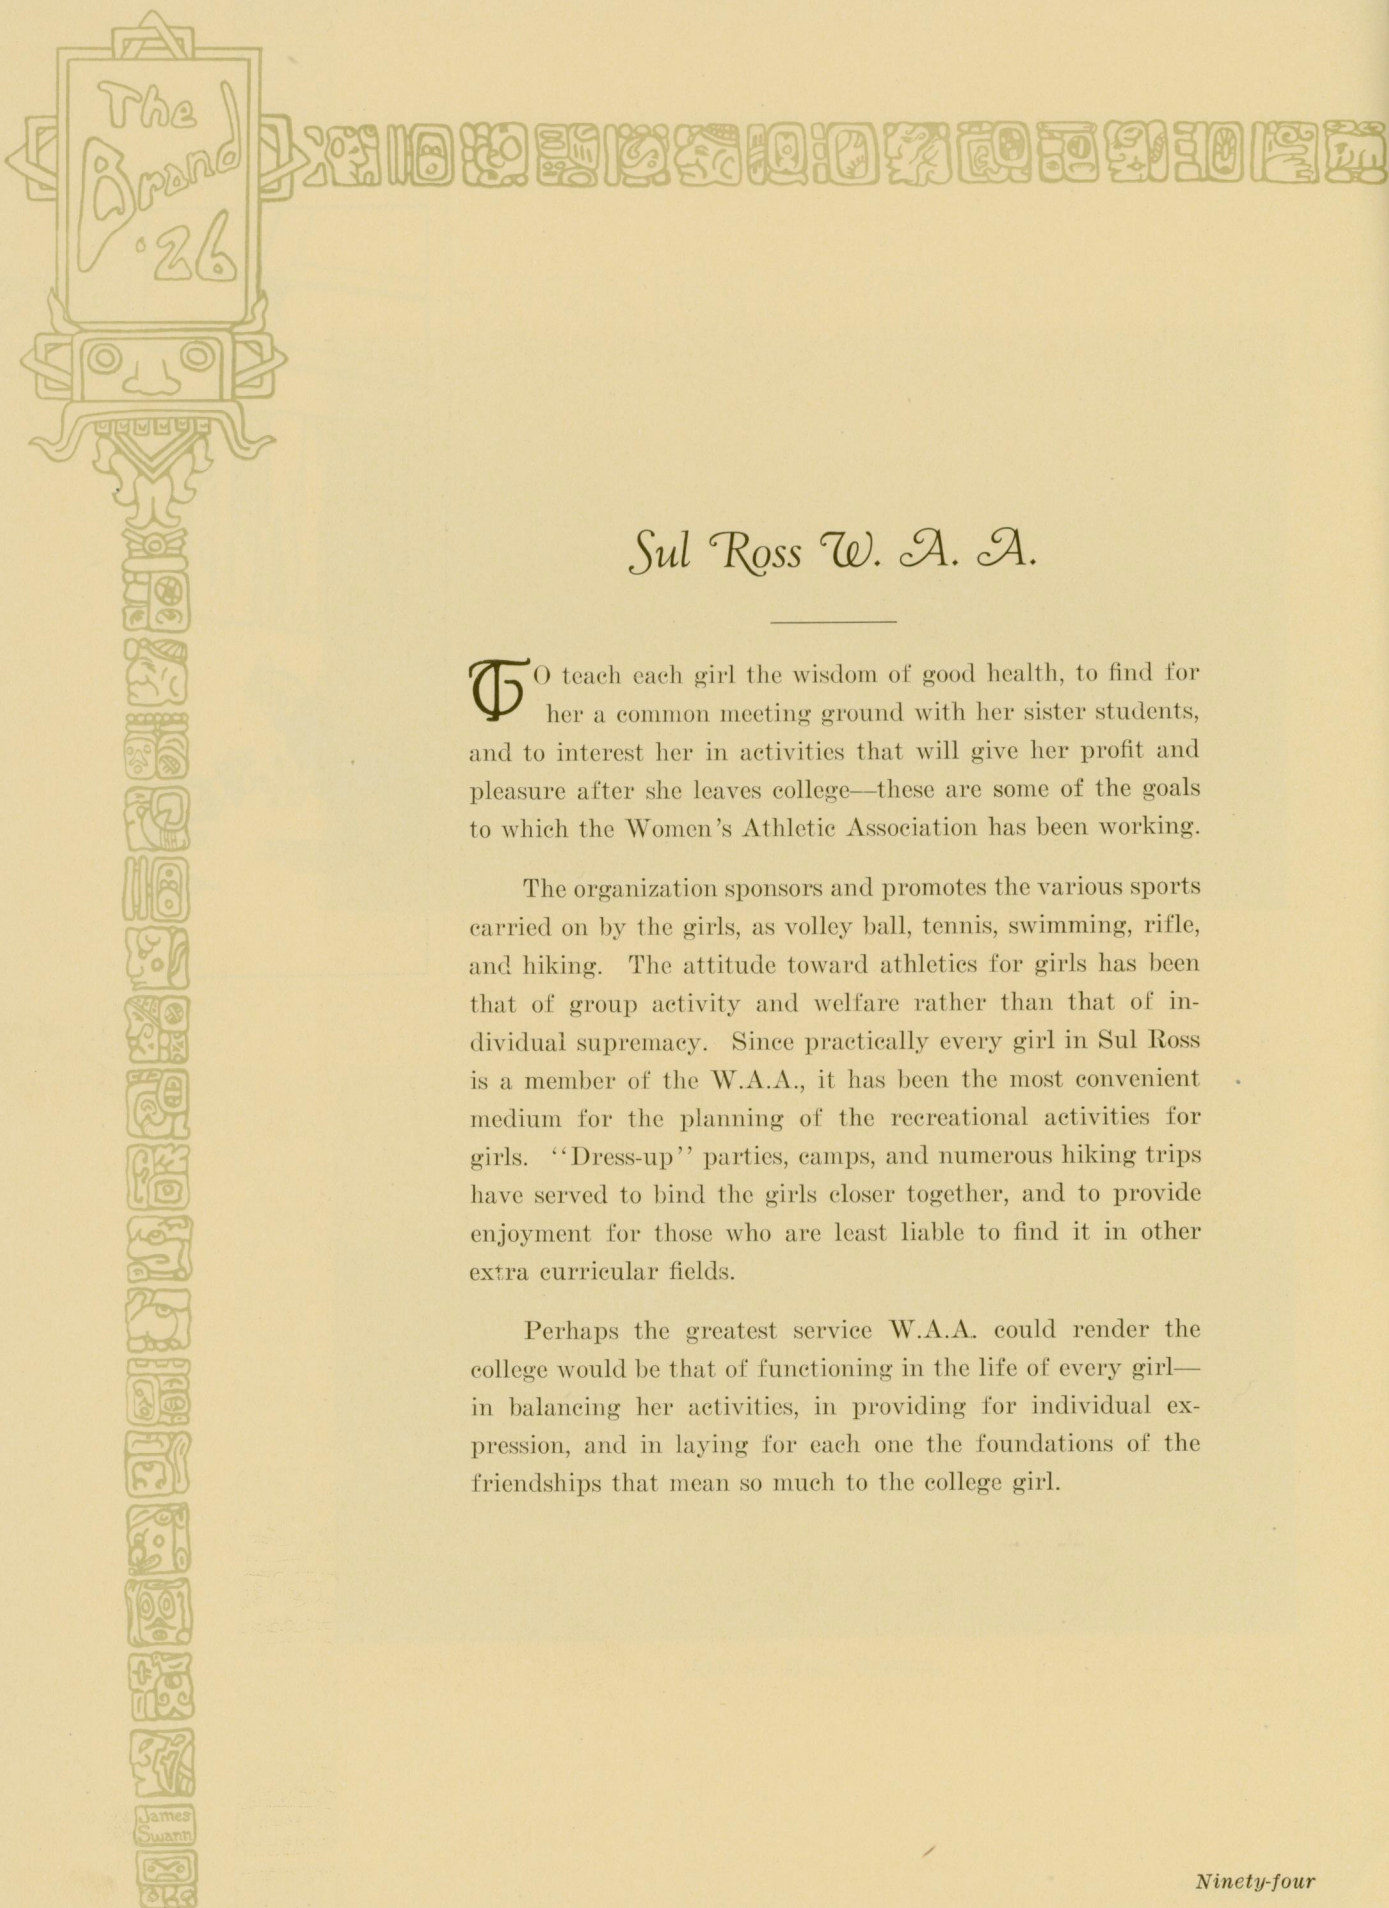 The
Brand
'26
Sul Ross W. A. A.
TO teach each girl the wisdom of good health, to find for
her a common meeting ground with her sister students,
and to interest her in activities that will give her profit and
pleasure after she leaves college—these are some of the goals
to which the Women's Athletic Association has been working.
The organization sponsors and promotes the various sports
carried on by the girls, as volley ball, tennis, swimming, rifle,
and hiking. The attitude toward athletics for girls has been
that of group activity and welfare rather than that of in-
dividual supremacy. Since practically every girl in Sul Ross
is a member of the W.A.A., it has been the most convenient
medium for the planning of the recreational activities for
girls. "Dress-up" parties, camps, and numerous hiking trips
have served to bind the girls closer together, and to provide
enjoyment for those who are least liable to find it in other
extra curricular fields.
Perhaps the greatest service W.A.A. could render the
college would be that of functioning in the life of every girl—
in balancing her activities, in providing for individual ex-
pression, and in laying for each one the foundations of the
friendships that mean so much to the college girl.
James
Swann
Ninety-four